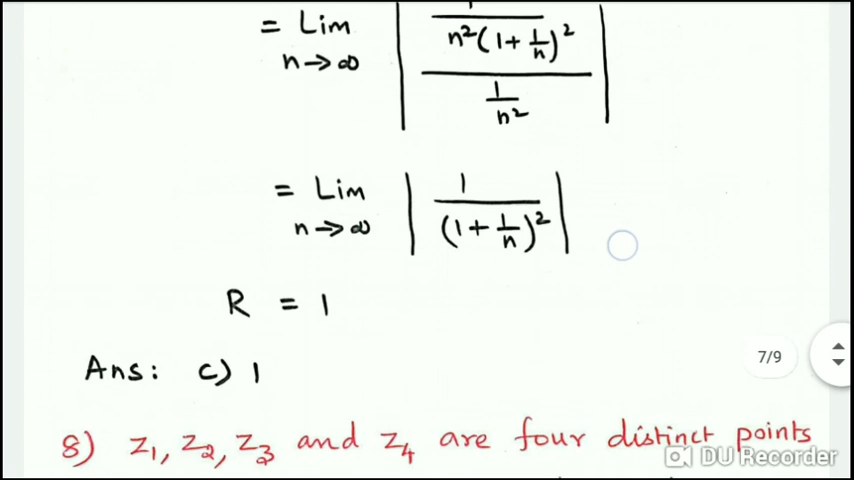 = Lim n→∞ | 1 / n²(1 + 1/n)² / 1/n² |
= Lim n→∞ | 1 / (1 + 1/n)² |
R = 1
7/9
Ans: c) 1
8) z₁, z₂, z₃ and z₄ are four distinct points
DU Recorder